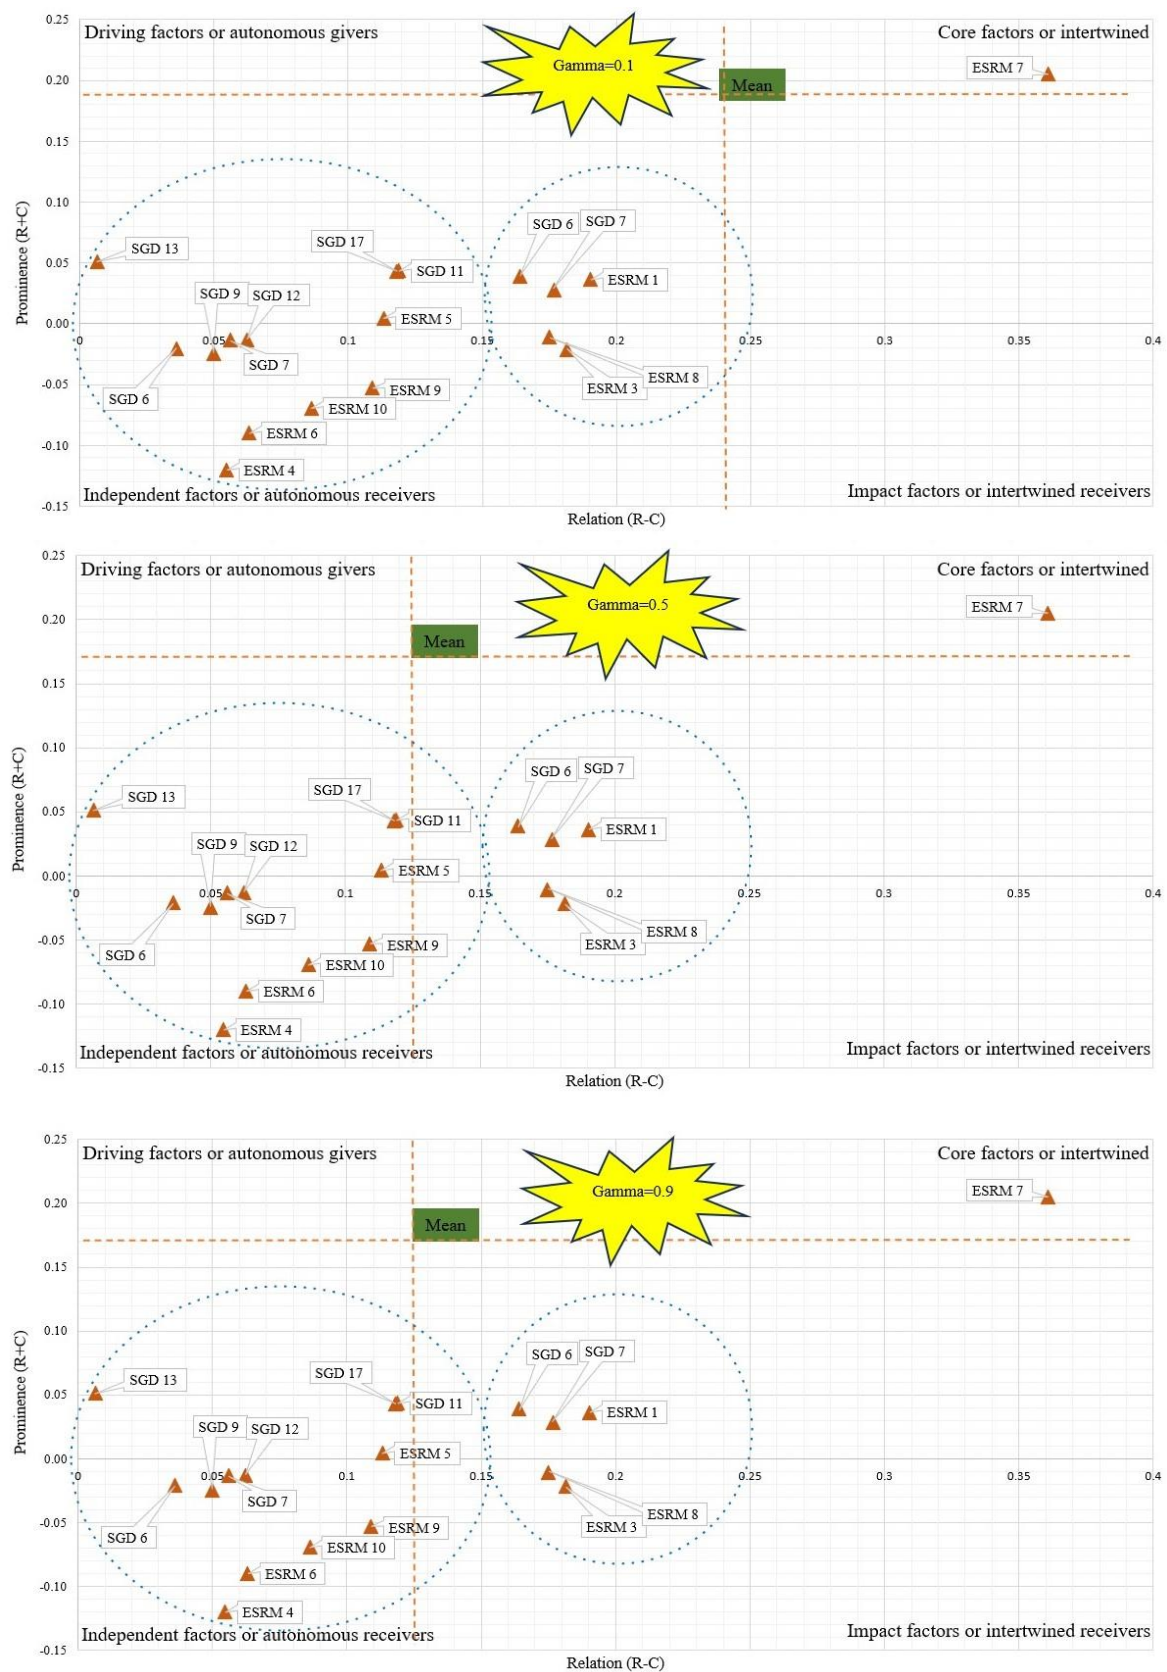 0.25
Driving factors or autonomous givers
Gamma=0.1
Core factors or intertwined
ESRM 7
0.20
Mean
0.15
0.10
SGD 6
SGD 7
SGD 17
SGD 13
0.05
SGD 11
ESRM 1
SGD 9
SGD 12
ESRM 5
0.00
0
0.05
0.1
0.15
0.2
0.25
0.3
0.35
0.4
SGD 7
ESRM 8
-0.05
ESRM 9
ESRM 3
SGD 6
ESRM 10
-0.10
ESRM 6
ESRM 4
Independent factors or autonomous receivers
Impact factors or intertwined receivers
-0.15
Prominence (R+C)
Relation (R-C)
0.25
Driving factors or autonomous givers
Gamma=0.5
Core factors or intertwined
ESRM 7
0.20
Mean
0.15
0.10
SGD 6
SGD 7
SGD 17
SGD 13
0.05
SGD 11
ESRM 1
SGD 9
SGD 12
ESRM 5
0.00
0
0.05
0.1
0.15
0.2
0.25
0.3
0.35
0.4
SGD 7
ESRM 8
-0.05
ESRM 9
ESRM 3
SGD 6
ESRM 10
ESRM 6
-0.10
ESRM 4
Independent factors or autonomous receivers
Impact factors or intertwined receivers
-0.15
Prominence (R+C)
Relation (R-C)
0.25
Driving factors or autonomous givers
Gamma=0.9
Core factors or intertwined
ESRM 7
0.20
Mean
0.15
0.10
SGD 6
SGD 7
SGD 17
SGD 13
0.05
SGD 11
ESRM 1
SGD 9
SGD 12
ESRM 5
0.00
0
0.05
0.1
0.15
0.2
0.25
0.3
0.35
0.4
SGD 7
ESRM 8
-0.05
ESRM 9
ESRM 3
SGD 6
ESRM 10
ESRM 6
-0.10
ESRM 4
Independent factors or autonomous receivers
Impact factors or intertwined receivers
-0.15
Prominence (R+C)
Relation (R-C)